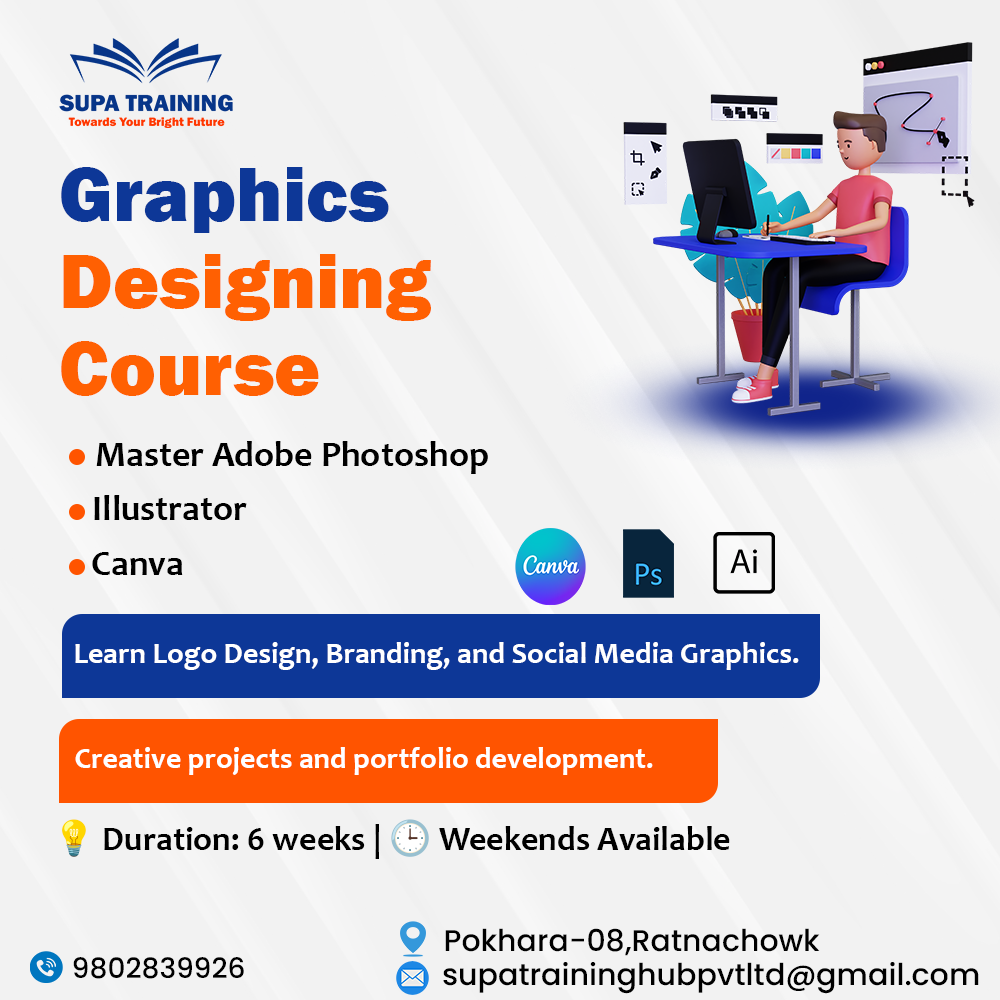 SUPA TRAINING
Towards Your Bright Future
Graphics
Designing
Course
Master Adobe Photoshop
Illustrator
Canva
Canva
Ps
Ai
Learn Logo Design, Branding, and Social Media Graphics.
Creative projects and portfolio development.
Duration: 6 weeks | Weekends Available
Pokhara-08,Ratnachowk
9802839926
supatraininghubpvtltd@gmail.com